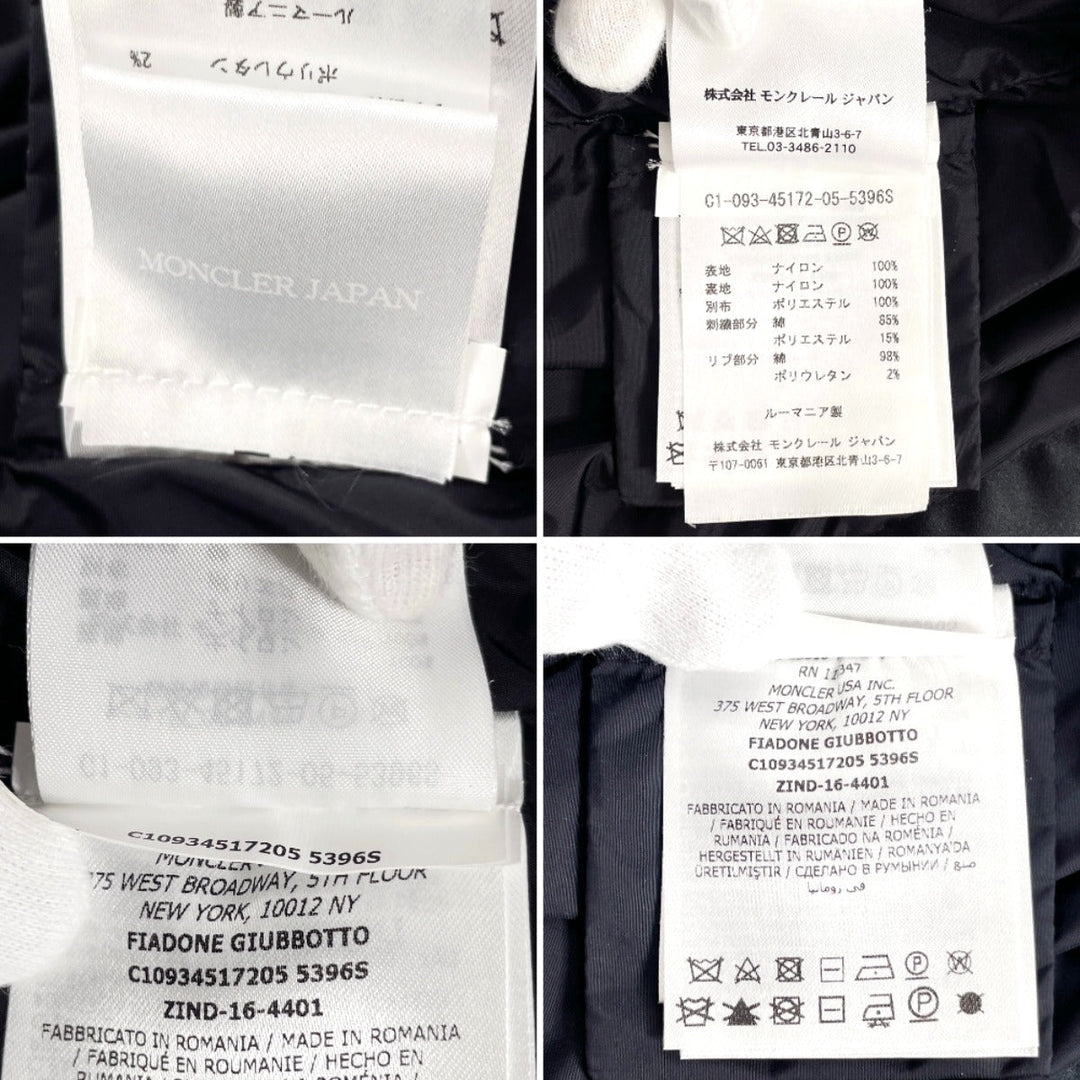 ルーマニア製
ポリウレタン 2%
MONCLER JAPAN
株式会社 モンクレール ジャパン
東京都港区北青山3-6-7
TEL.03-3486-2110
C1-093-45172-05-5396S
表地 ナイロン 100%
裏地 ナイロン 100%
別布 ポリエステル 100%
刺繍部分 綿 85%
ポリエステル 15%
リブ部分 綿 98%
ポリウレタン 2%
ルーマニア製
株式会社 モンクレール ジャパン
〒107-0061 東京都港区北青山3-6-7
C1-093-45172-05-5396S
C10934517205 5396S
MONCLER
375 WEST BROADWAY, 5TH FLOOR
NEW YORK, 10012 NY
FIADONE GIUBBOTTO
C10934517205 5396S
ZIND-16-4401
FABBRICATO IN ROMANIA / MADE IN ROMANIA
/ FABRIQUÉ EN ROUMANIE / HECHO EN
RUMANIA /
RN 11347
MONCLER USA INC.
375 WEST BROADWAY, 5TH FLOOR
NEW YORK, 10012 NY
FIADONE GIUBBOTTO
C10934517205 5396S
ZIND-16-4401
FABBRICATO IN ROMANIA / MADE IN ROMANIA
/ FABRIQUÉ EN ROUMANIE / HECHO EN
RUMANIA / FABRICADO NA ROMÉNIA /
HERGESTELLT IN RUMÄNIEN / ROMANYA'DA
ÜRETILMIŞTIR / СДЕЛАНО В РУМЫНИИ / صنع
في رومانيا